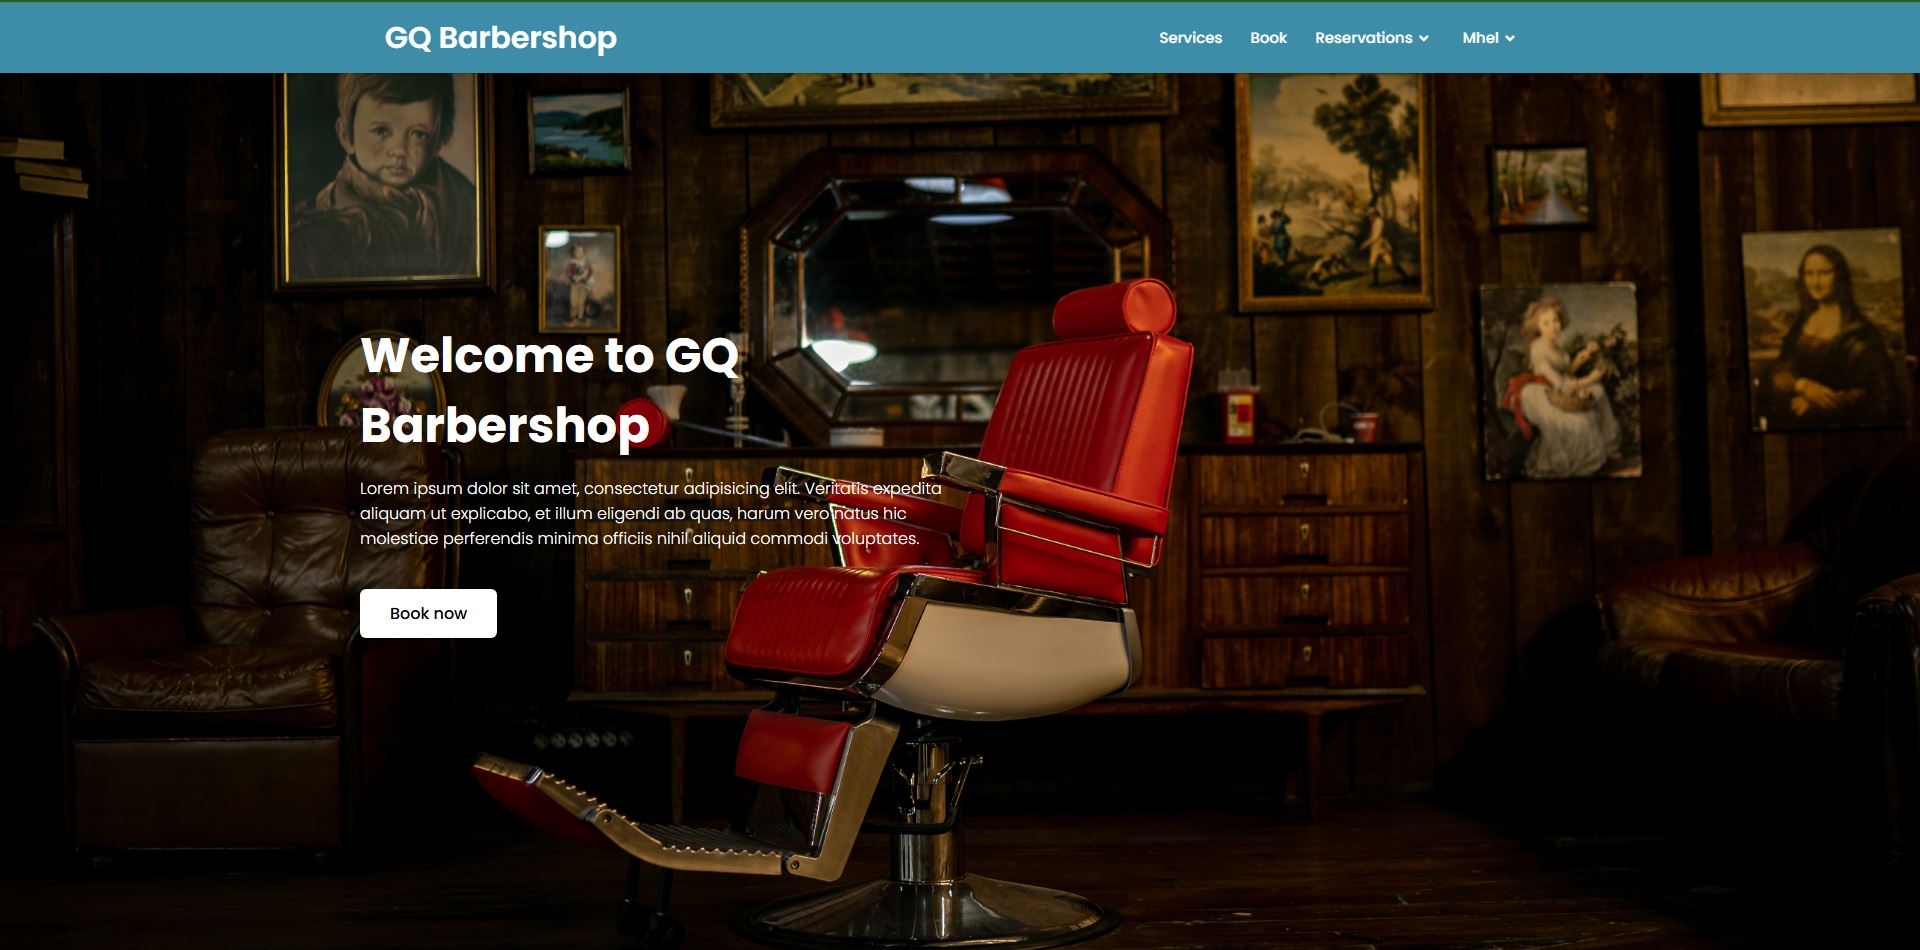 GQ Barbershop
Services
Book
Reservations
Mhel
Welcome to GQ
Barbershop
Lorem ipsum dolor sit amet, consectetur adipisicing elit. Veritatis expedita
aliquam ut explicabo, et illum eligendi ab quas, harum vero natus hic
molestiae perferendis minima officiis nihil aliquid commodi voluptates.
Book now